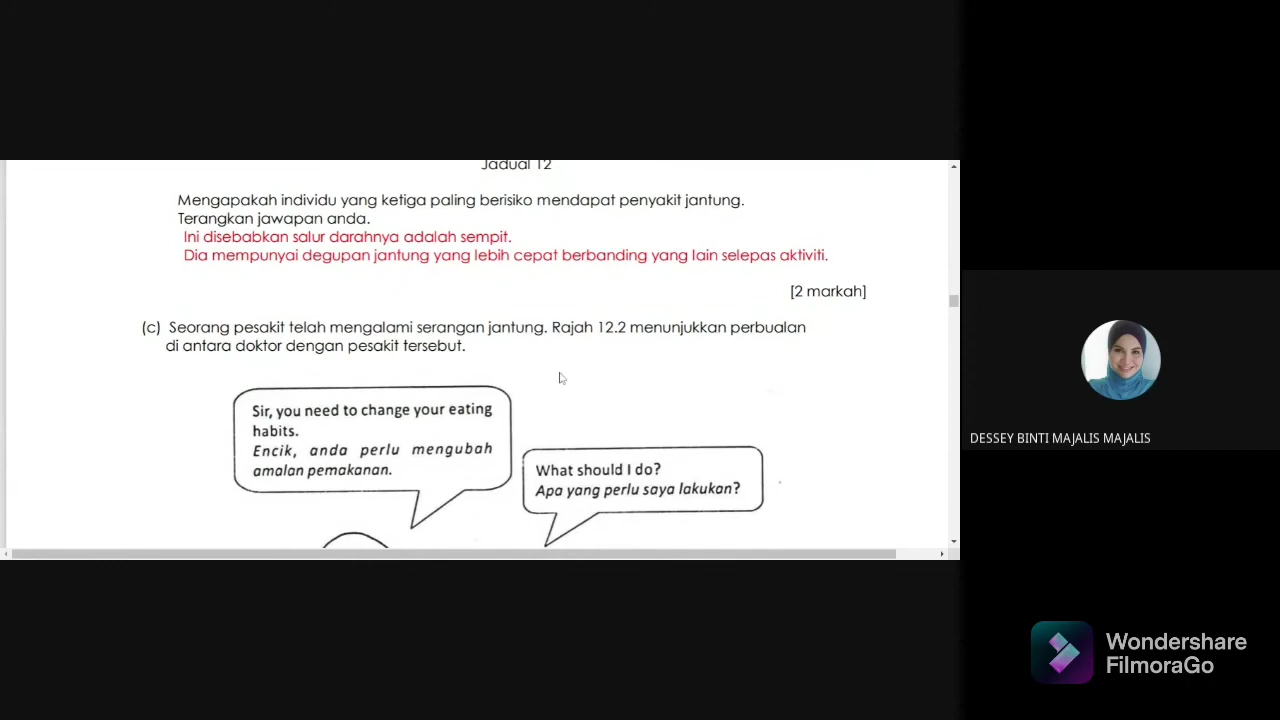 Jadual 12
Mengapakah individu yang ketiga paling berisiko mendapat penyakit jantung.
Terangkan jawapan anda.
Ini disebabkan salur darahnya adalah sempit.
Dia mempunyai degupan jantung yang lebih cepat berbanding yang lain selepas aktiviti.
[2 markah]
(c) Seorang pesakit telah mengalami serangan jantung. Rajah 12.2 menunjukkan perbualan
di antara doktor dengan pesakit tersebut.
Sir, you need to change your eating
habits.
Encik, anda perlu mengubah
amalan pemakanan.
What should I do?
Apa yang perlu saya lakukan?
DESSEY BINTI MAJALIS MAJALIS
Wondershare
FilmoraGo